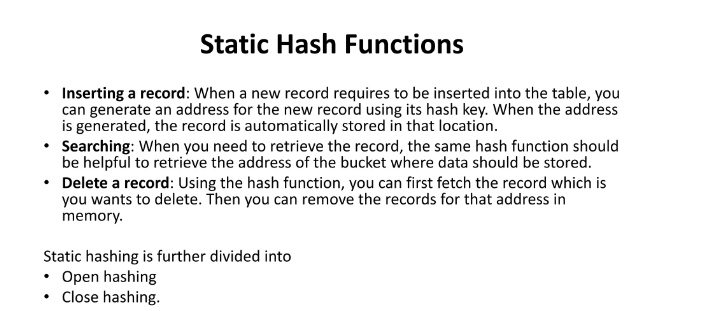 Static Hash Functions
• Inserting a record: When a new record requires to be inserted into the table, you
can generate an address for the new record using its hash key. When the address
is generated, the record is automatically stored in that location.
• Searching: When you need to retrieve the record, the same hash function should
be helpful to retrieve the address of the bucket where data should be stored.
• Delete a record: Using the hash function, you can first fetch the record which is
you wants to delete. Then you can remove the records for that address in
memory.
Static hashing is further divided into
• Open hashing
• Close hashing.